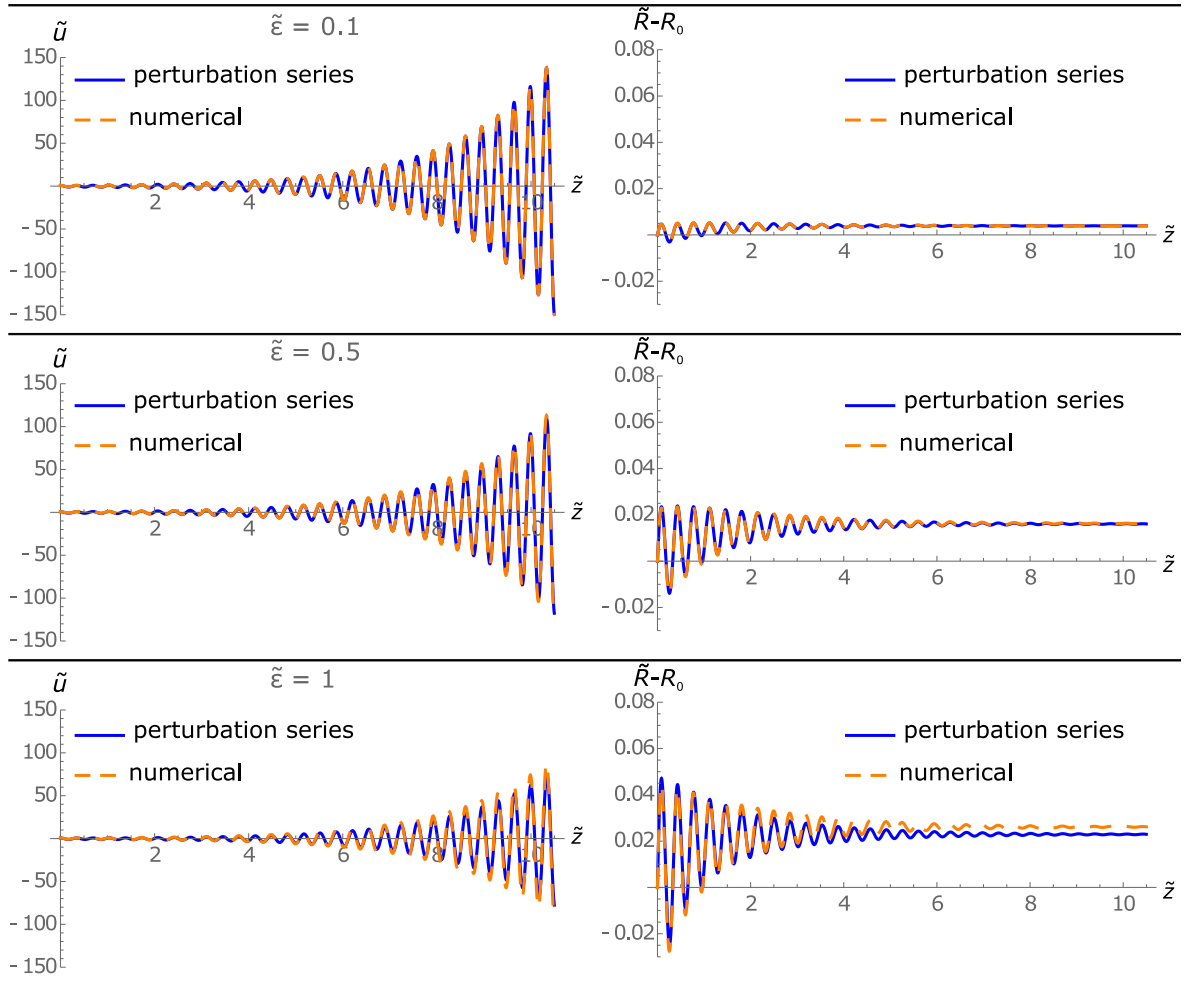 ũ ε̃ = 0.1
150
100
50
-50
-100
-150
perturbation series
numerical
2 4 6 8 10 z̃
R̃-R₀
0.08
0.06
0.04
0.02
-0.02
perturbation series
numerical
2 4 6 8 10 z̃
ũ ε̃ = 0.5
150
100
50
-50
-100
-150
perturbation series
numerical
2 4 6 8 10 z̃
R̃-R₀
0.08
0.06
0.04
0.02
-0.02
perturbation series
numerical
2 4 6 8 10 z̃
ũ ε̃ = 1
150
100
50
-50
-100
-150
perturbation series
numerical
2 4 6 8 10 z̃
R̃-R₀
0.08
0.06
0.04
0.02
-0.02
perturbation series
numerical
2 4 6 8 10 z̃